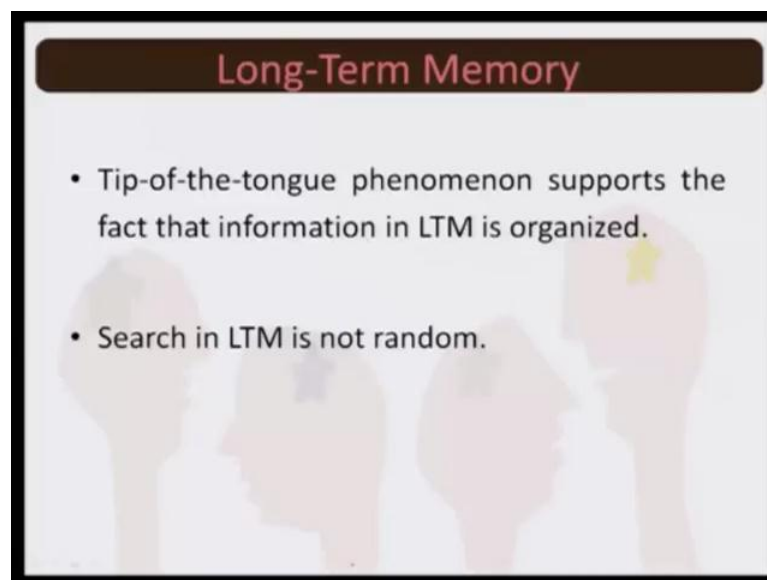 Long-Term Memory
• Tip-of-the-tongue phenomenon supports the
fact that information in LTM is organized.
• Search in LTM is not random.